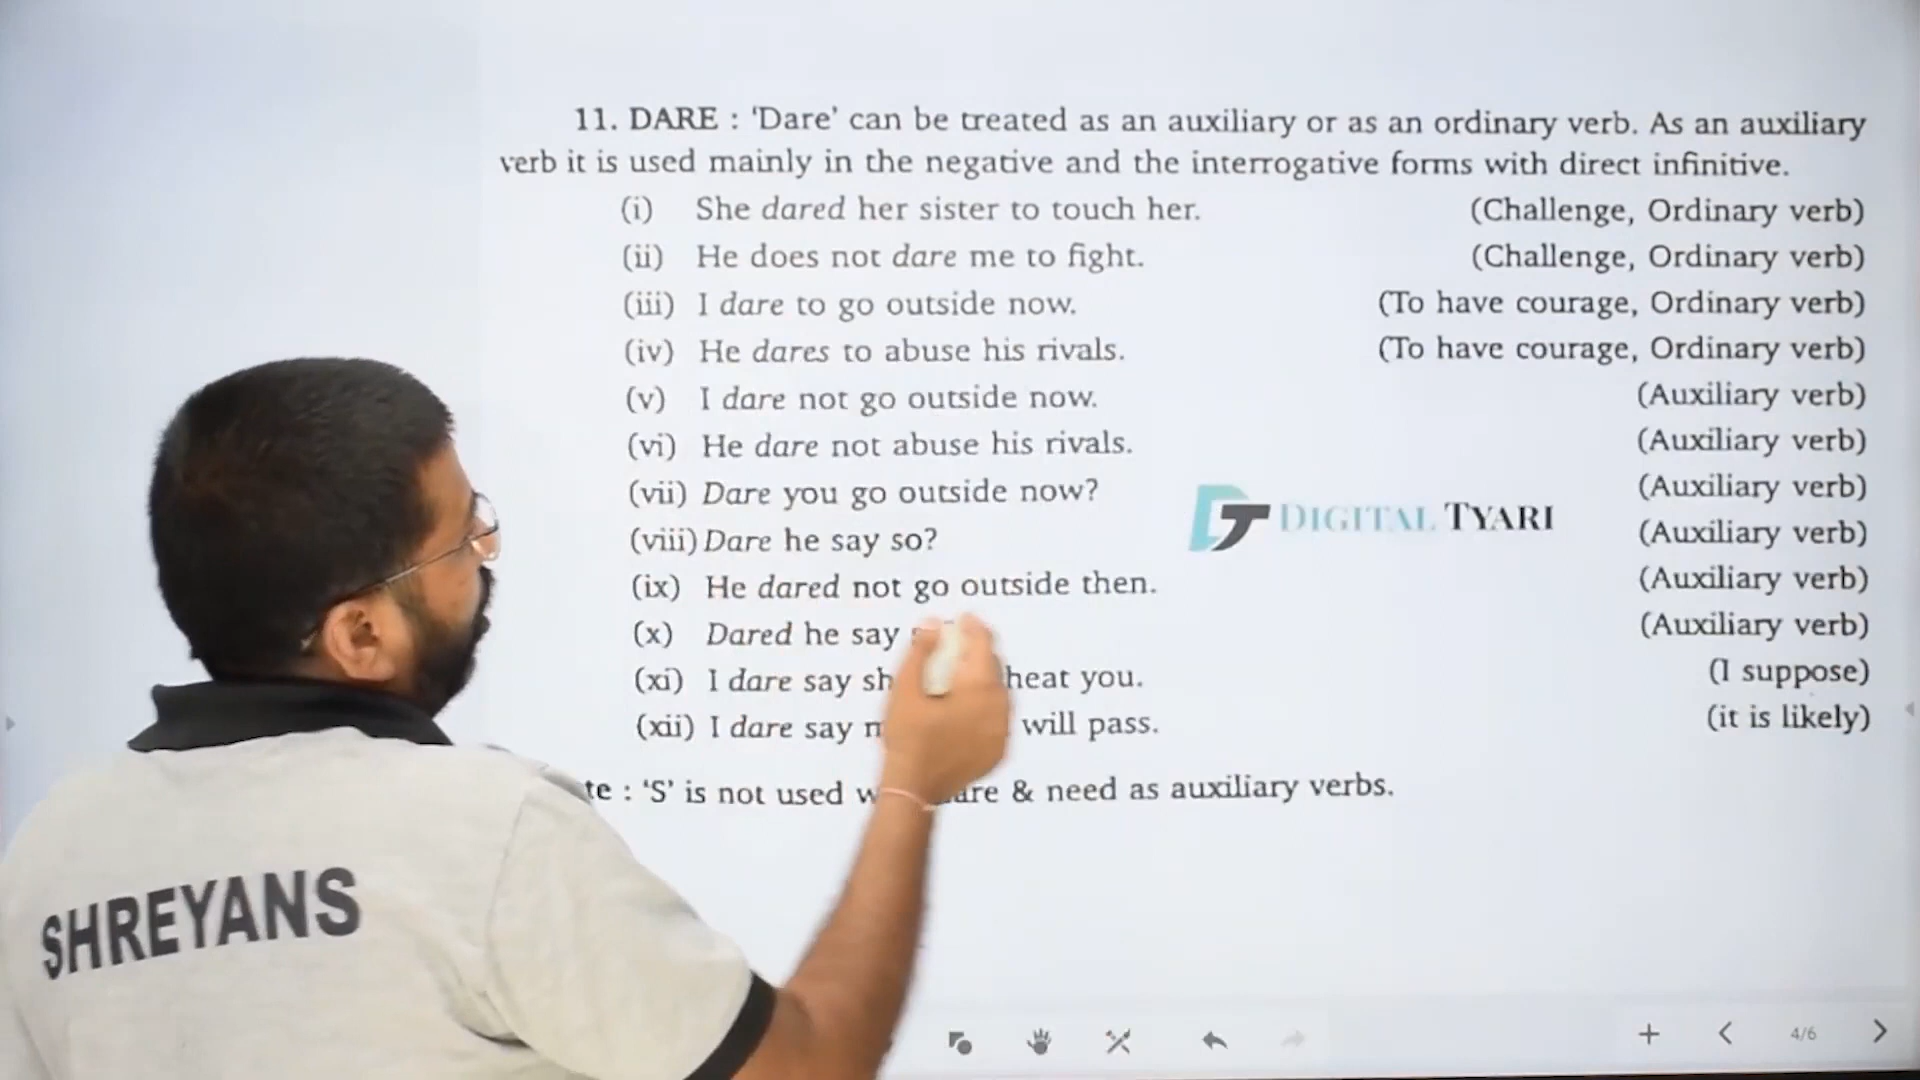 11. DARE : 'Dare' can be treated as an auxiliary or as an ordinary verb. As an auxiliary
verb it is used mainly in the negative and the interrogative forms with direct infinitive.
(i) She dared her sister to touch her. (Challenge, Ordinary verb)
(ii) He does not dare me to fight. (Challenge, Ordinary verb)
(iii) I dare to go outside now. (To have courage, Ordinary verb)
(iv) He dares to abuse his rivals. (To have courage, Ordinary verb)
(v) I dare not go outside now. (Auxiliary verb)
(vi) He dare not abuse his rivals. (Auxiliary verb)
(vii) Dare you go outside now? (Auxiliary verb)
DT DIGITAL TYARI
(viii) Dare he say so? (Auxiliary verb)
(ix) He dared not go outside then. (Auxiliary verb)
(x) Dared he say (Auxiliary verb)
(xi) I dare say you. (I suppose)
(xii) I dare say will pass. (it is likely)
: 'S' is not used & need as auxiliary verbs.
SHREYANS
4/6